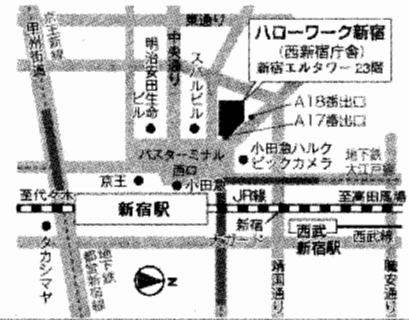 ハローワーク新宿
(西新宿庁舎)
新宿エルタワー 23階
東通り
京王新線
甲州街道
中央通り
明治安田生命
ビル
スバルビル
A18番出口
A17番出口
小田急ハルク
ビックカメラ
地下鉄
大江戸線
バスターミナル
西口
京王
小田急
至代々木
JR線
至高田馬場
新宿駅
新宿
大ガード
西武
新宿駅
西武線
タカシマヤ
地下鉄
都営新宿線
N
靖国通り
職安通り